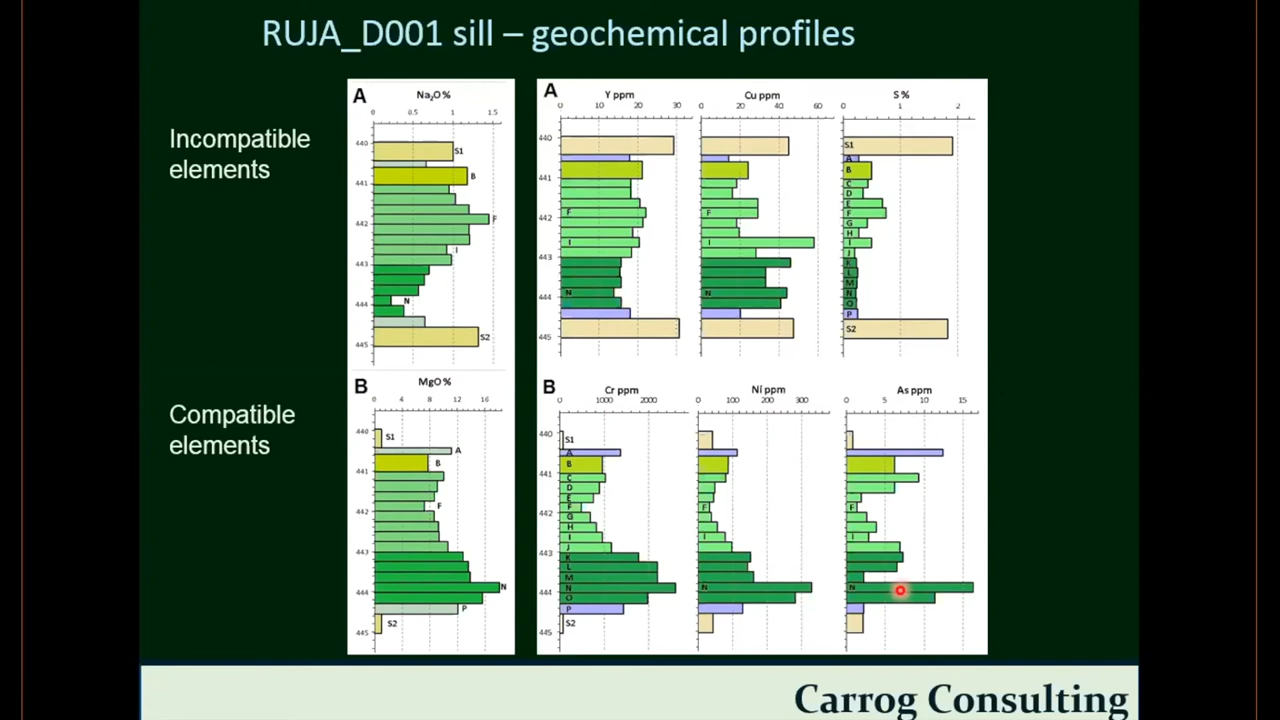 RUJA_D001 sill – geochemical profiles
Incompatible
elements
A
Na₂O %
0 0.5 1 1.5
440
441
442
443
444
445
S1
B
F
I
N
S2
A
Y ppm
0 10 20 30
440
441
442
443
444
445
F
I
N
Cu ppm
0 20 40 60
F
I
N
S %
0 1 2
S1
A
B
C
D
E
F
G
H
I
J
K
L
M
N
O
P
S2
Compatible
elements
B
MgO %
0 4 8 12 16
440
441
442
443
444
445
S1
A
B
F
N
P
S2
B
Cr ppm
0 1000 2000
440
441
442
443
444
445
S1
A
B
C
D
E
F
G
H
I
J
K
L
M
N
O
P
S2
Ni ppm
0 100 200 300
F
I
N
As ppm
0 5 10 15
F
I
N
Carrog Consulting